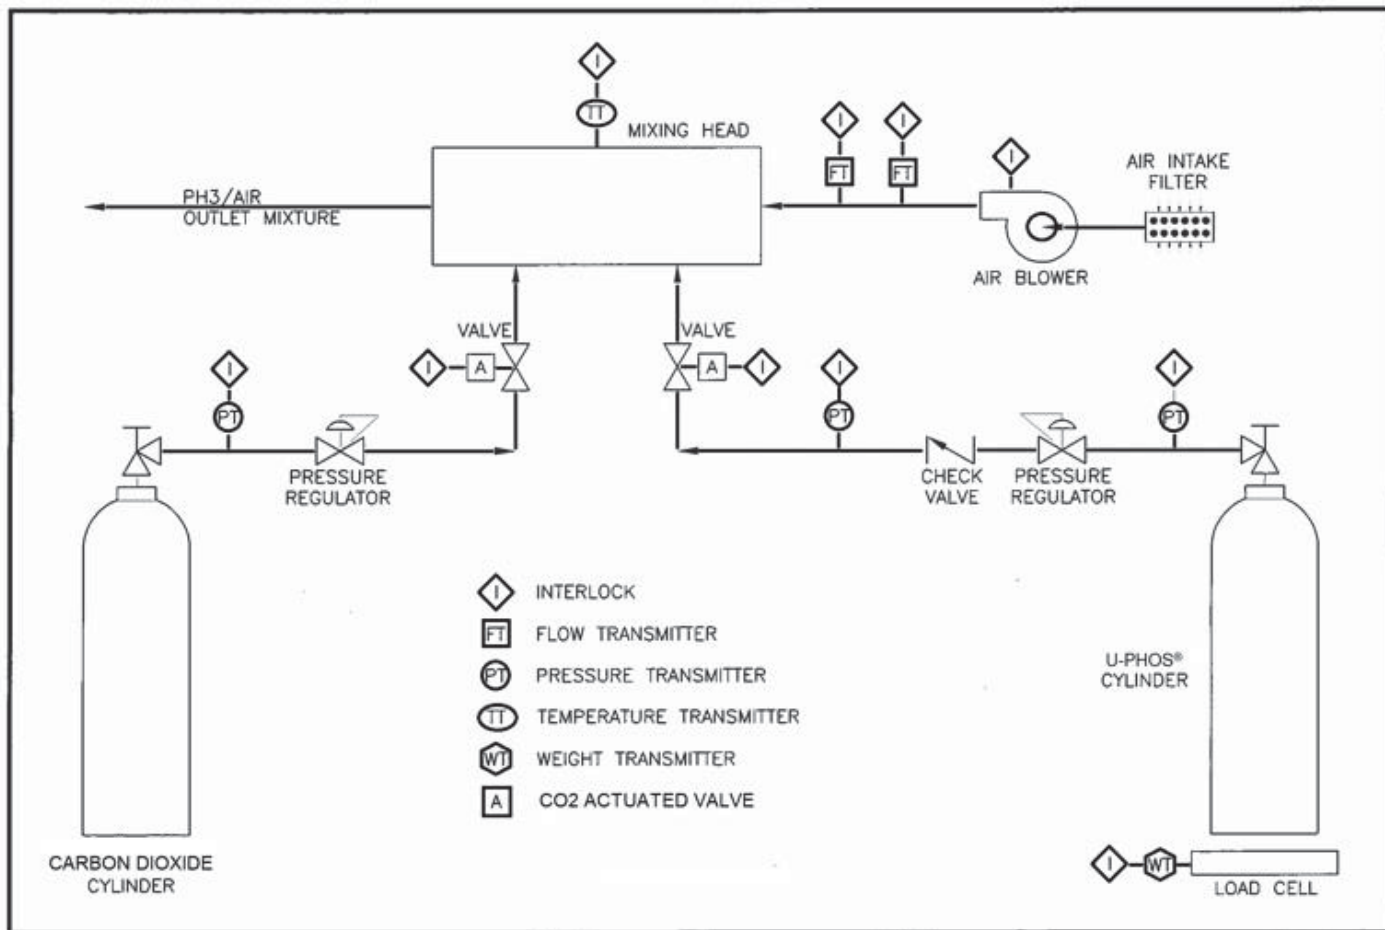 I
TT
MIXING HEAD
I
I
FT
FT
I
AIR INTAKE
FILTER
PH3/AIR
OUTLET MIXTURE
AIR BLOWER
VALVE
VALVE
I
A
A
I
I
PT
I
PT
I
PT
PRESSURE
REGULATOR
CHECK
VALVE
PRESSURE
REGULATOR
I INTERLOCK
FT FLOW TRANSMITTER
PT PRESSURE TRANSMITTER
TT TEMPERATURE TRANSMITTER
WT WEIGHT TRANSMITTER
A CO2 ACTUATED VALVE
U-PHOS®
CYLINDER
CARBON DIOXIDE
CYLINDER
I
WT
LOAD CELL